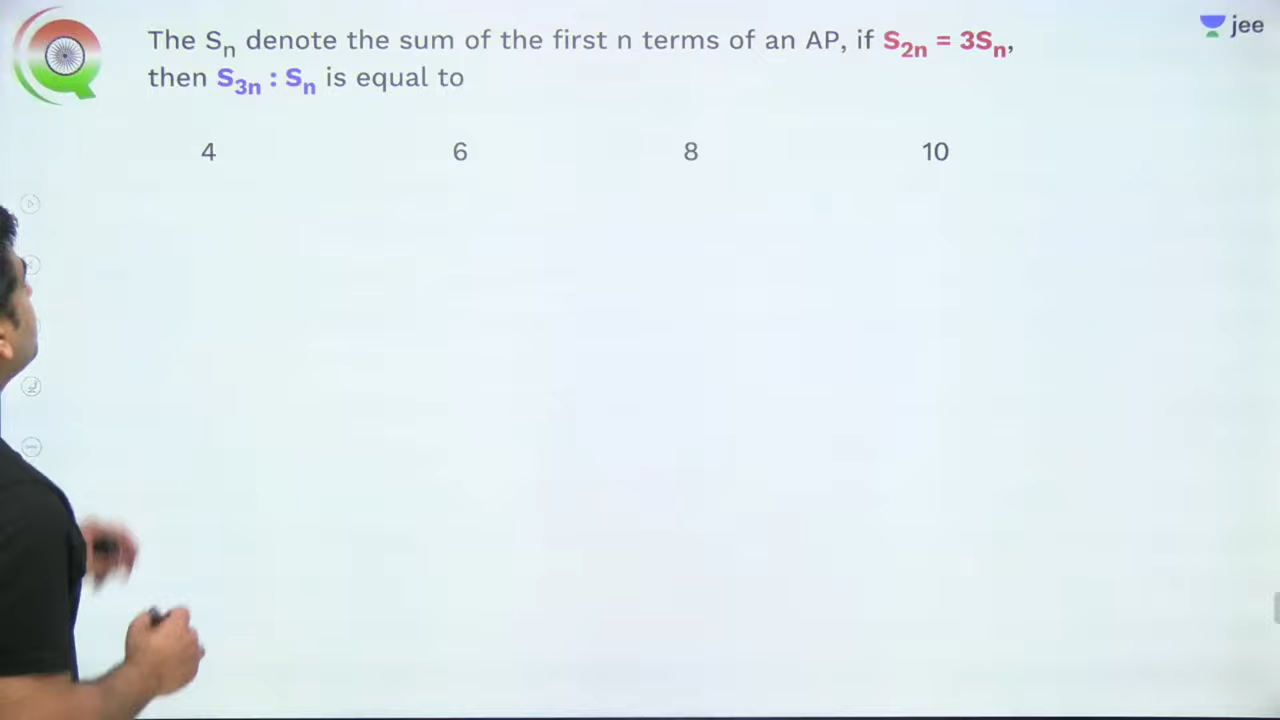 The Sn denote the sum of the first n terms of an AP, if S2n = 3Sn,
then S3n : Sn is equal to
4 6 8 10
jee